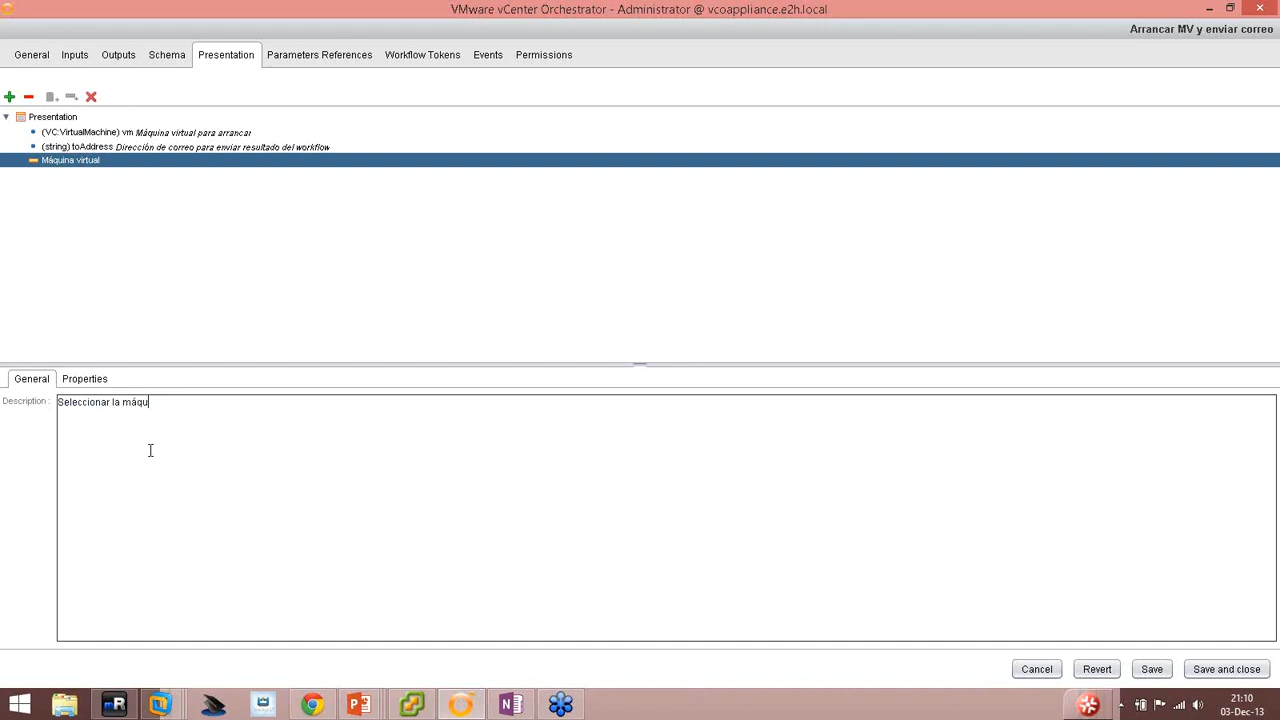 VMware vCenter Orchestrator - Administrator @ vcoappliance.e2h.local
Arrancar MV y enviar correo
General Inputs Outputs Schema Presentation Parameters References Workflow Tokens Events Permissions
Presentation
(VC:VirtualMachine) vm Máquina virtual para arrancar
(string) toAddress Dirección de correo para enviar resultado del workflow
Máquina virtual
General Properties
Description : Seleccionar la máqu
Cancel Revert Save Save and close
mR
21:10
03-Dec-13